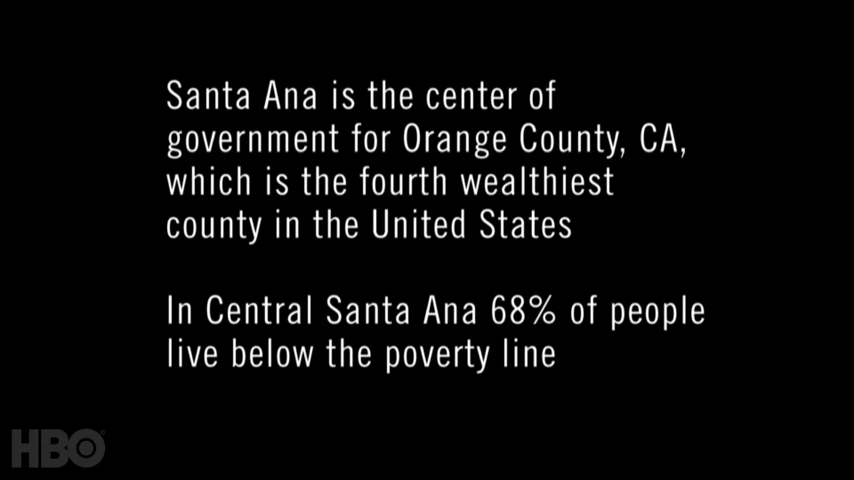 Santa Ana is the center of
government for Orange County, CA,
which is the fourth wealthiest
county in the United States
In Central Santa Ana 68% of people
live below the poverty line
HBO